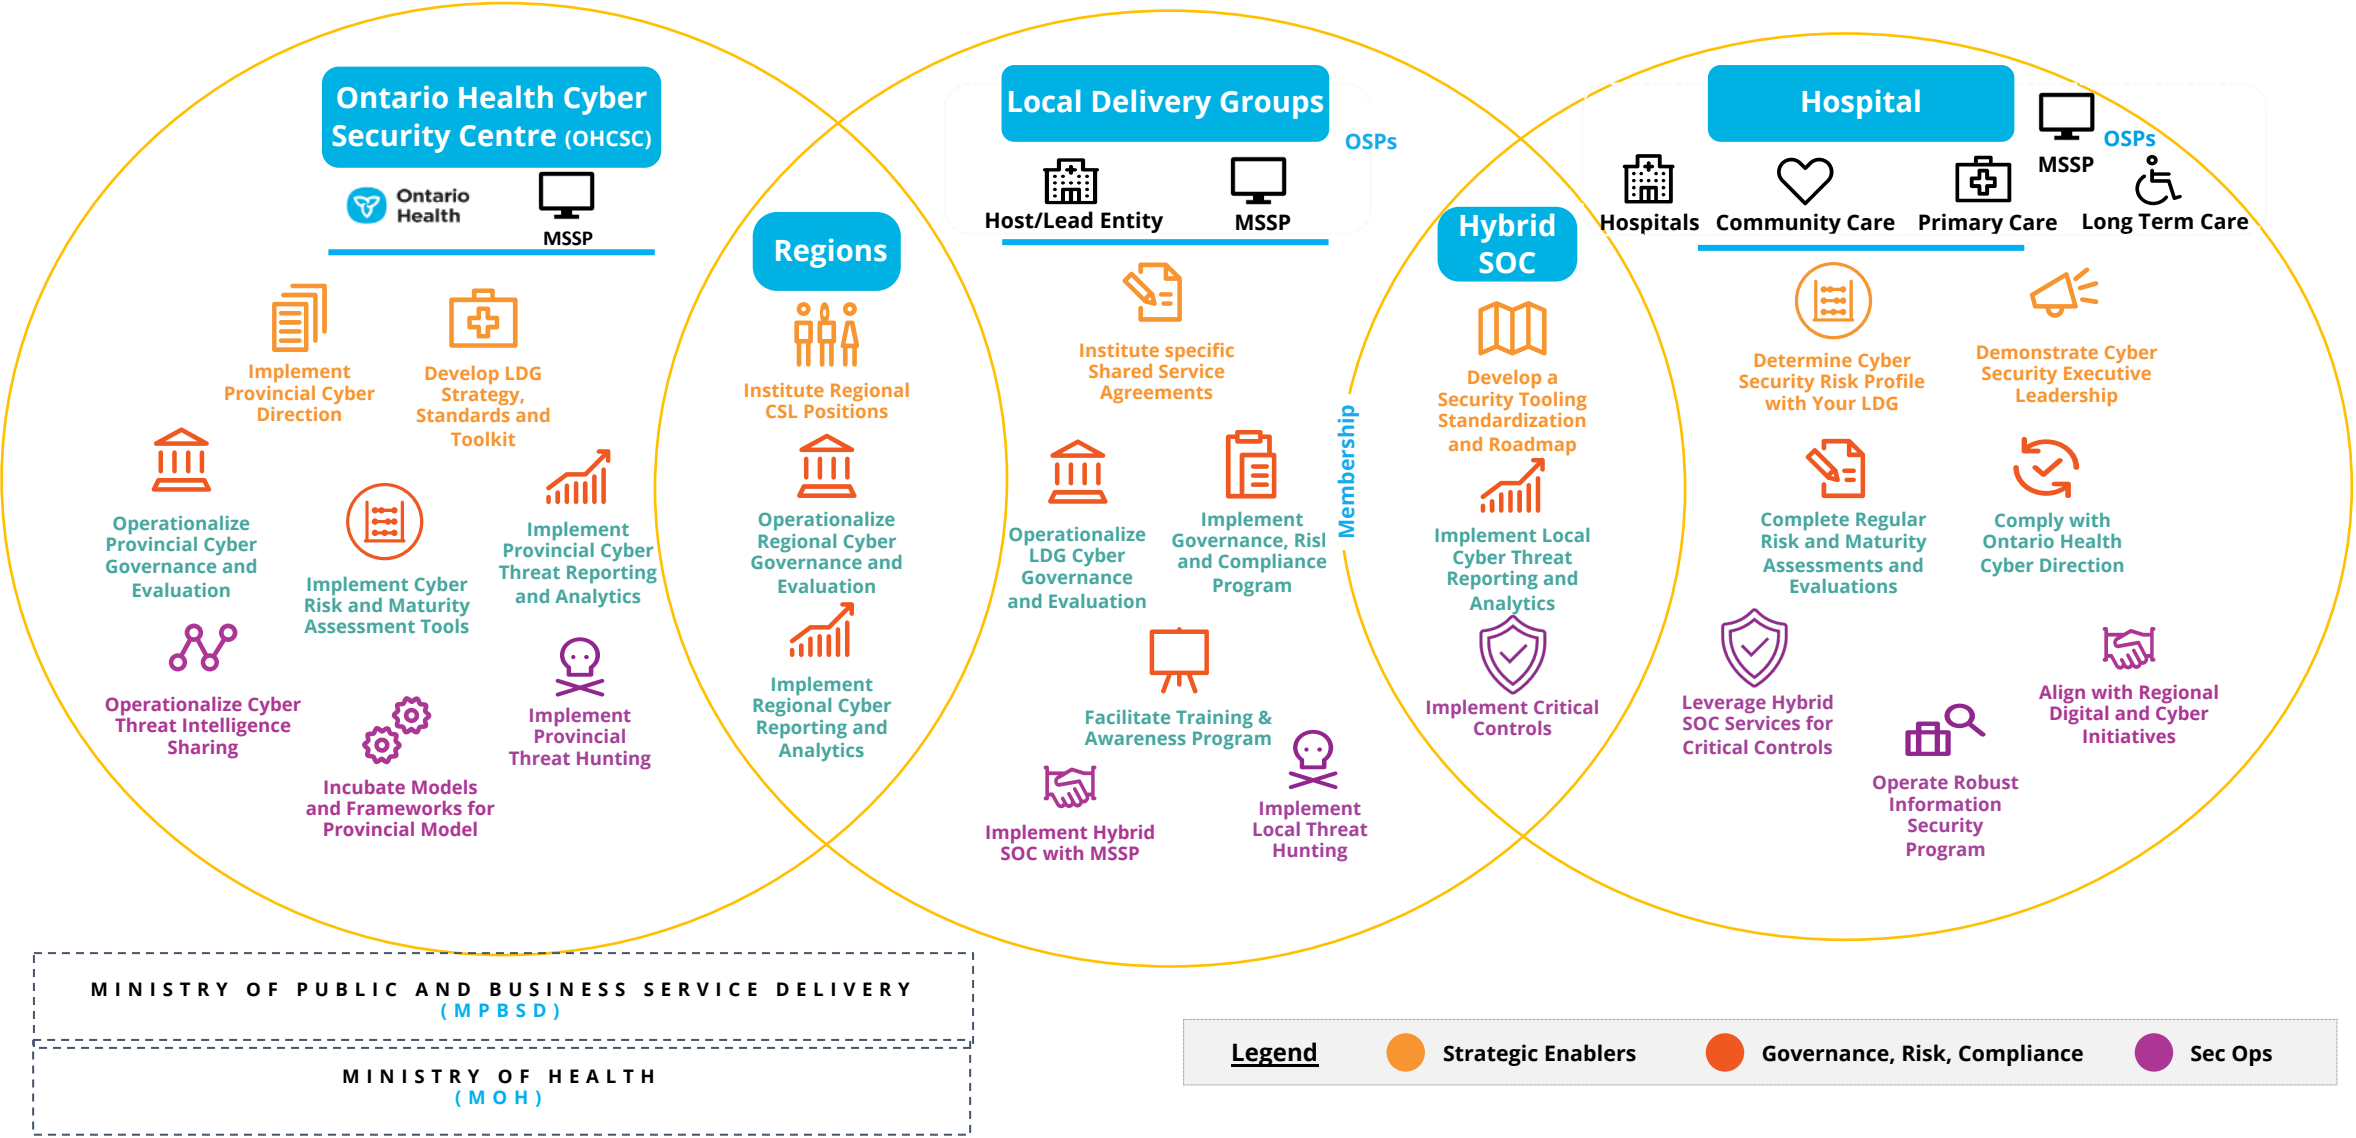 Ontario Health Cyber
Security Centre (OHCSC)
Ontario
Health
MSSP
Implement
Provincial Cyber
Direction
Develop LDG
Strategy,
Standards and
Toolkit
Operationalize
Provincial Cyber
Governance and
Evaluation
Implement Cyber
Risk and Maturity
Assessment Tools
Implement
Provincial Cyber
Threat Reporting
and Analytics
Operationalize Cyber
Threat Intelligence
Sharing
Incubate Models
and Frameworks for
Provincial Model
Implement
Provincial
Threat Hunting
Regions
Institute Regional
CSL Positions
Operationalize
Regional Cyber
Governance and
Evaluation
Implement
Regional Cyber
Reporting and
Analytics
Local Delivery Groups
OSPs
Host/Lead Entity
MSSP
Institute specific
Shared Service
Agreements
Operationalize
LDG Cyber
Governance
and Evaluation
Implement
Governance, Risl
and Compliance
Program
Facilitate Training &
Awareness Program
Implement Hybrid
SOC with MSSP
Implement
Local Threat
Hunting
Membership
Hybrid
SOC
Develop a
Security Tooling
Standardization
and Roadmap
Implement Local
Cyber Threat
Reporting and
Analytics
Implement Critical
Controls
Hospital
OSPs
MSSP
Hospitals
Community Care
Primary Care
Long Term Care
Determine Cyber
Security Risk Profile
with Your LDG
Demonstrate Cyber
Security Executive
Leadership
Complete Regular
Risk and Maturity
Assessments and
Evaluations
Comply with
Ontario Health
Cyber Direction
Leverage Hybrid
SOC Services for
Critical Controls
Operate Robust
Information
Security
Program
Align with Regional
Digital and Cyber
Initiatives
MINISTRY OF PUBLIC AND BUSINESS SERVICE DELIVERY
(MPBSD)
MINISTRY OF HEALTH
(MOH)
Legend
Strategic Enablers
Governance, Risk, Compliance
Sec Ops